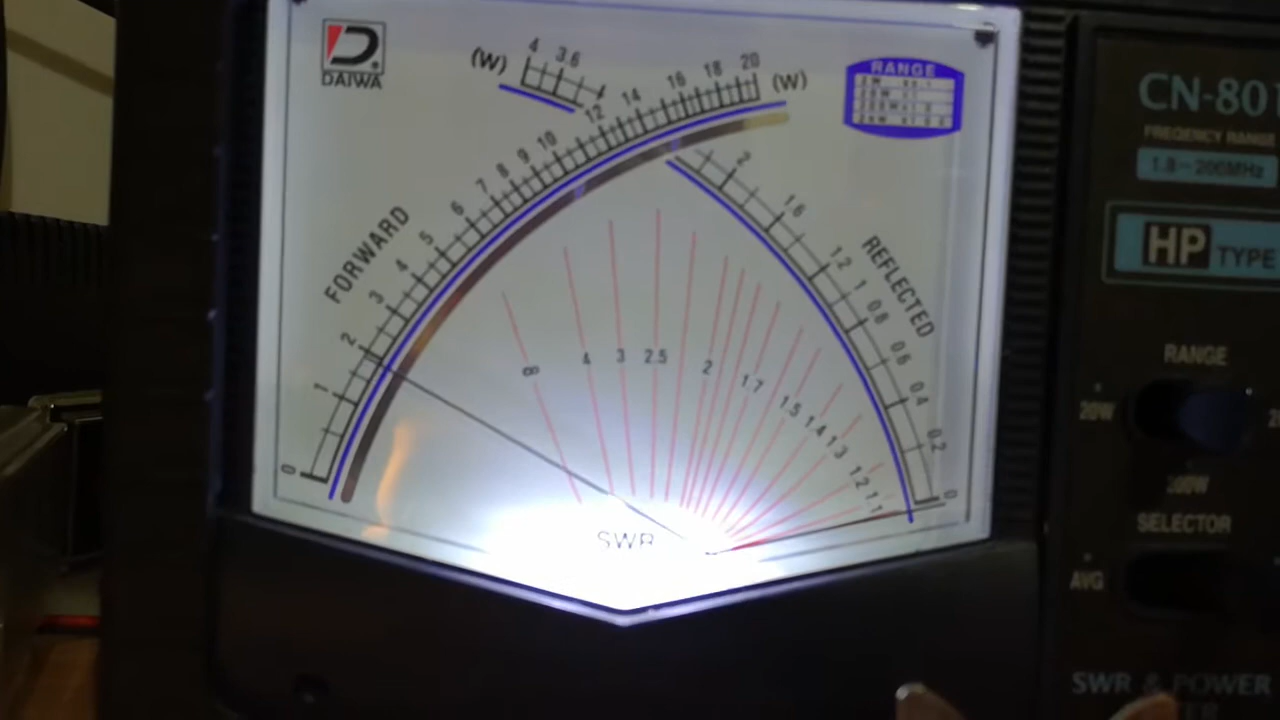 DAIWA
(W) 4 3.6
12 14 16 18 20 (W)
0 1 2 3 4 5 6 7 8 9 10
FORWARD
RANGE
2 1.6 1.2 1 0.8 0.6 0.4 0.2 0
REFLECTED
8 4 3 2.5 2 1.7 1.5 1.4 1.3 1.2 1.1
SWR
CN-801
FREQENCY RANGE
1.8~200MHz
HP TYPE
RANGE
20W
SELECTOR
AVG
SWR & POWER